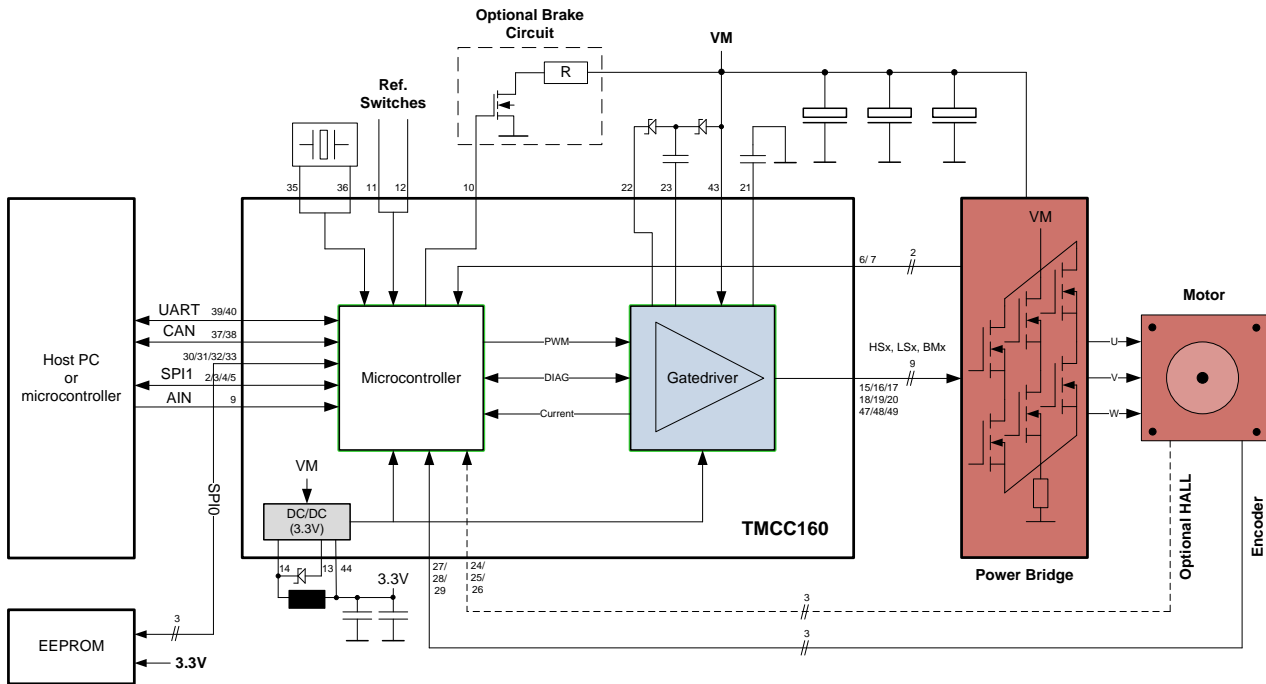 Optional Brake
Circuit
VM
R
Ref.
Switches
35
36
11
12
10
22
23
43
21
Host PC
or
microcontroller
UART
39/40
CAN
37/38
30/31/32/33
SPI1
2/3/4/5
AIN
9
SPI0
Microcontroller
PWM
DIAG
Current
Gatedriver
6/ 7
2
HSx, LSx, BMx
9
15/16/17
18/19/20
47/48/49
VM
Power Bridge
U
V
W
Motor
Optional HALL
Encoder
VM
DC/DC
(3.3V)
TMCC160
14
13
44
27/
28/
29
24/
25/
26
3.3V
3
3
EEPROM
3
3.3V